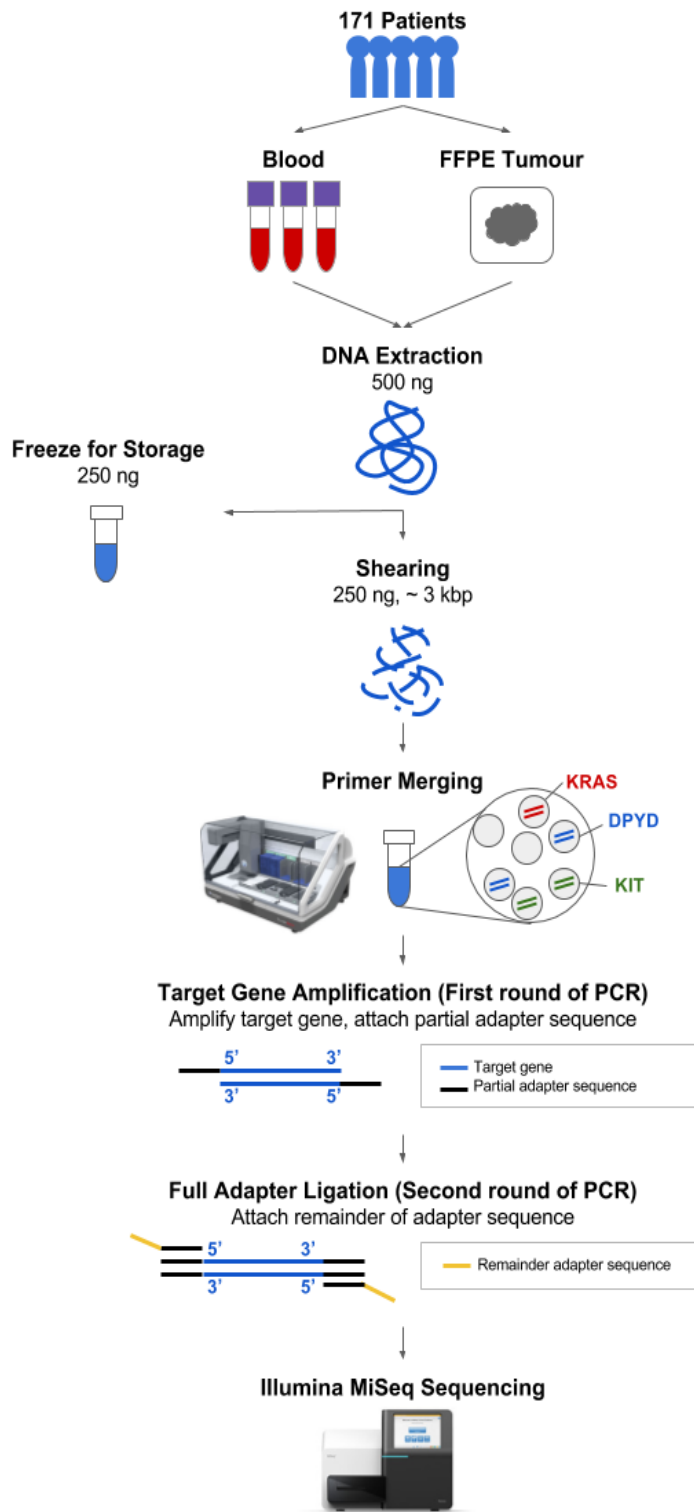 171 Patients
Blood
FFPE Tumour
DNA Extraction
500 ng
Freeze for Storage
250 ng
Shearing
250 ng, ~ 3 kbp
Primer Merging
KRAS
DPYD
KIT
Target Gene Amplification (First round of PCR)
Amplify target gene, attach partial adapter sequence
5’ 3’
3’ 5’
Target gene
Partial adapter sequence
Full Adapter Ligation (Second round of PCR)
Attach remainder of adapter sequence
5’ 3’
3’ 5’
Remainder adapter sequence
Illumina MiSeq Sequencing